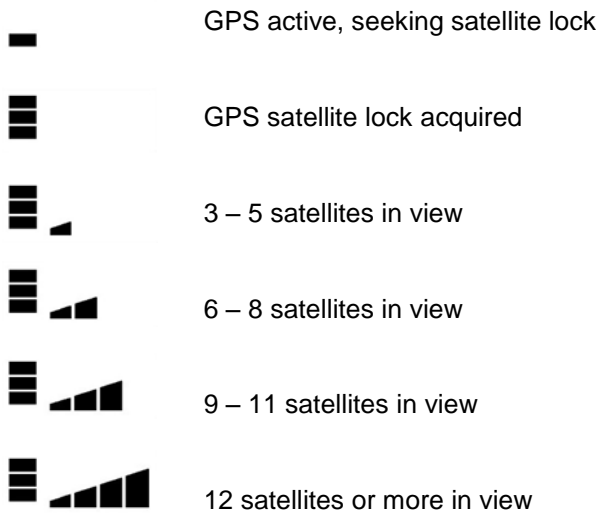 GPS active, seeking satellite lock
GPS satellite lock acquired
3 – 5 satellites in view
6 – 8 satellites in view
9 – 11 satellites in view
12 satellites or more in view